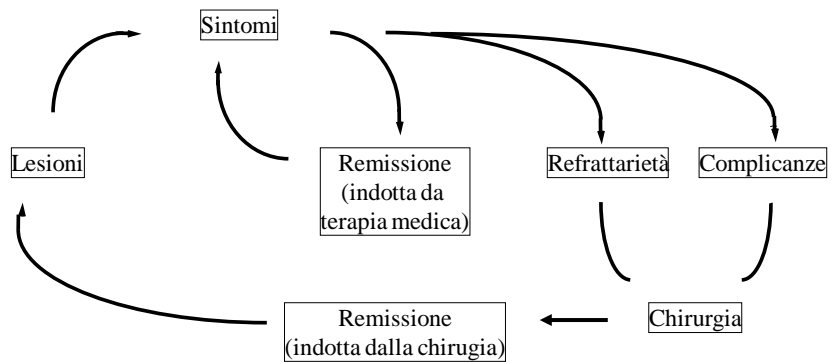 Sintomi
Lesioni
Remissione
(indotta da
terapia medica)
Refrattarietà
Complicanze
Remissione
(indotta dalla chirugia)
Chirurgia